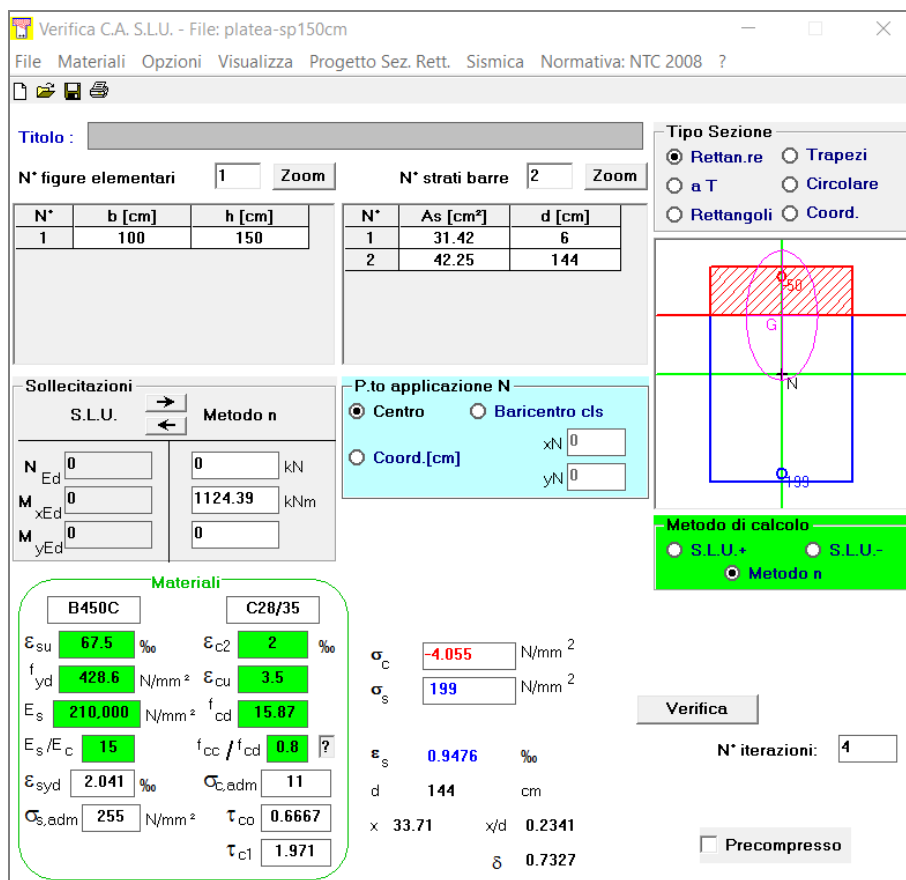 Verifica C.A. S.L.U. - File: platea-sp150cm
File Materiali Opzioni Visualizza Progetto Sez. Rett. Sismica Normativa: NTC 2008 ?
Titolo :
N° figure elementari 1 Zoom
N° strati barre 2 Zoom
N° b [cm] h [cm]
1 100 150
N° As [cm²] d [cm]
1 31.42 6
2 42.25 144
Tipo Sezione
Rettan.re Trapezi
a T Circolare
Rettangoli Coord.
-50
G
N
199
Sollecitazioni
S.L.U. Metodo n
N Ed 0 0 kN
M xEd 0 1124.39 kNm
M yEd 0 0
P.to applicazione N
Centro Baricentro cls
Coord.[cm] xN 0
yN 0
Metodo di calcolo
S.L.U.+ S.L.U.-
Metodo n
Materiali
B450C C28/35
εsu 67.5 ‰ εc2 2 ‰
fyd 428.6 N/mm² εcu 3.5
Es 210,000 N/mm² fcd 15.87
Es/Ec 15 fcc/fcd 0.8 ?
εsyd 2.041 ‰ σc,adm 11
σs,adm 255 N/mm² τco 0.6667
τc1 1.971
σc -4.055 N/mm²
σs 199 N/mm²
εs 0.9476 ‰
d 144 cm
x 33.71 x/d 0.2341
δ 0.7327
Verifica
N° iterazioni: 4
Precompresso